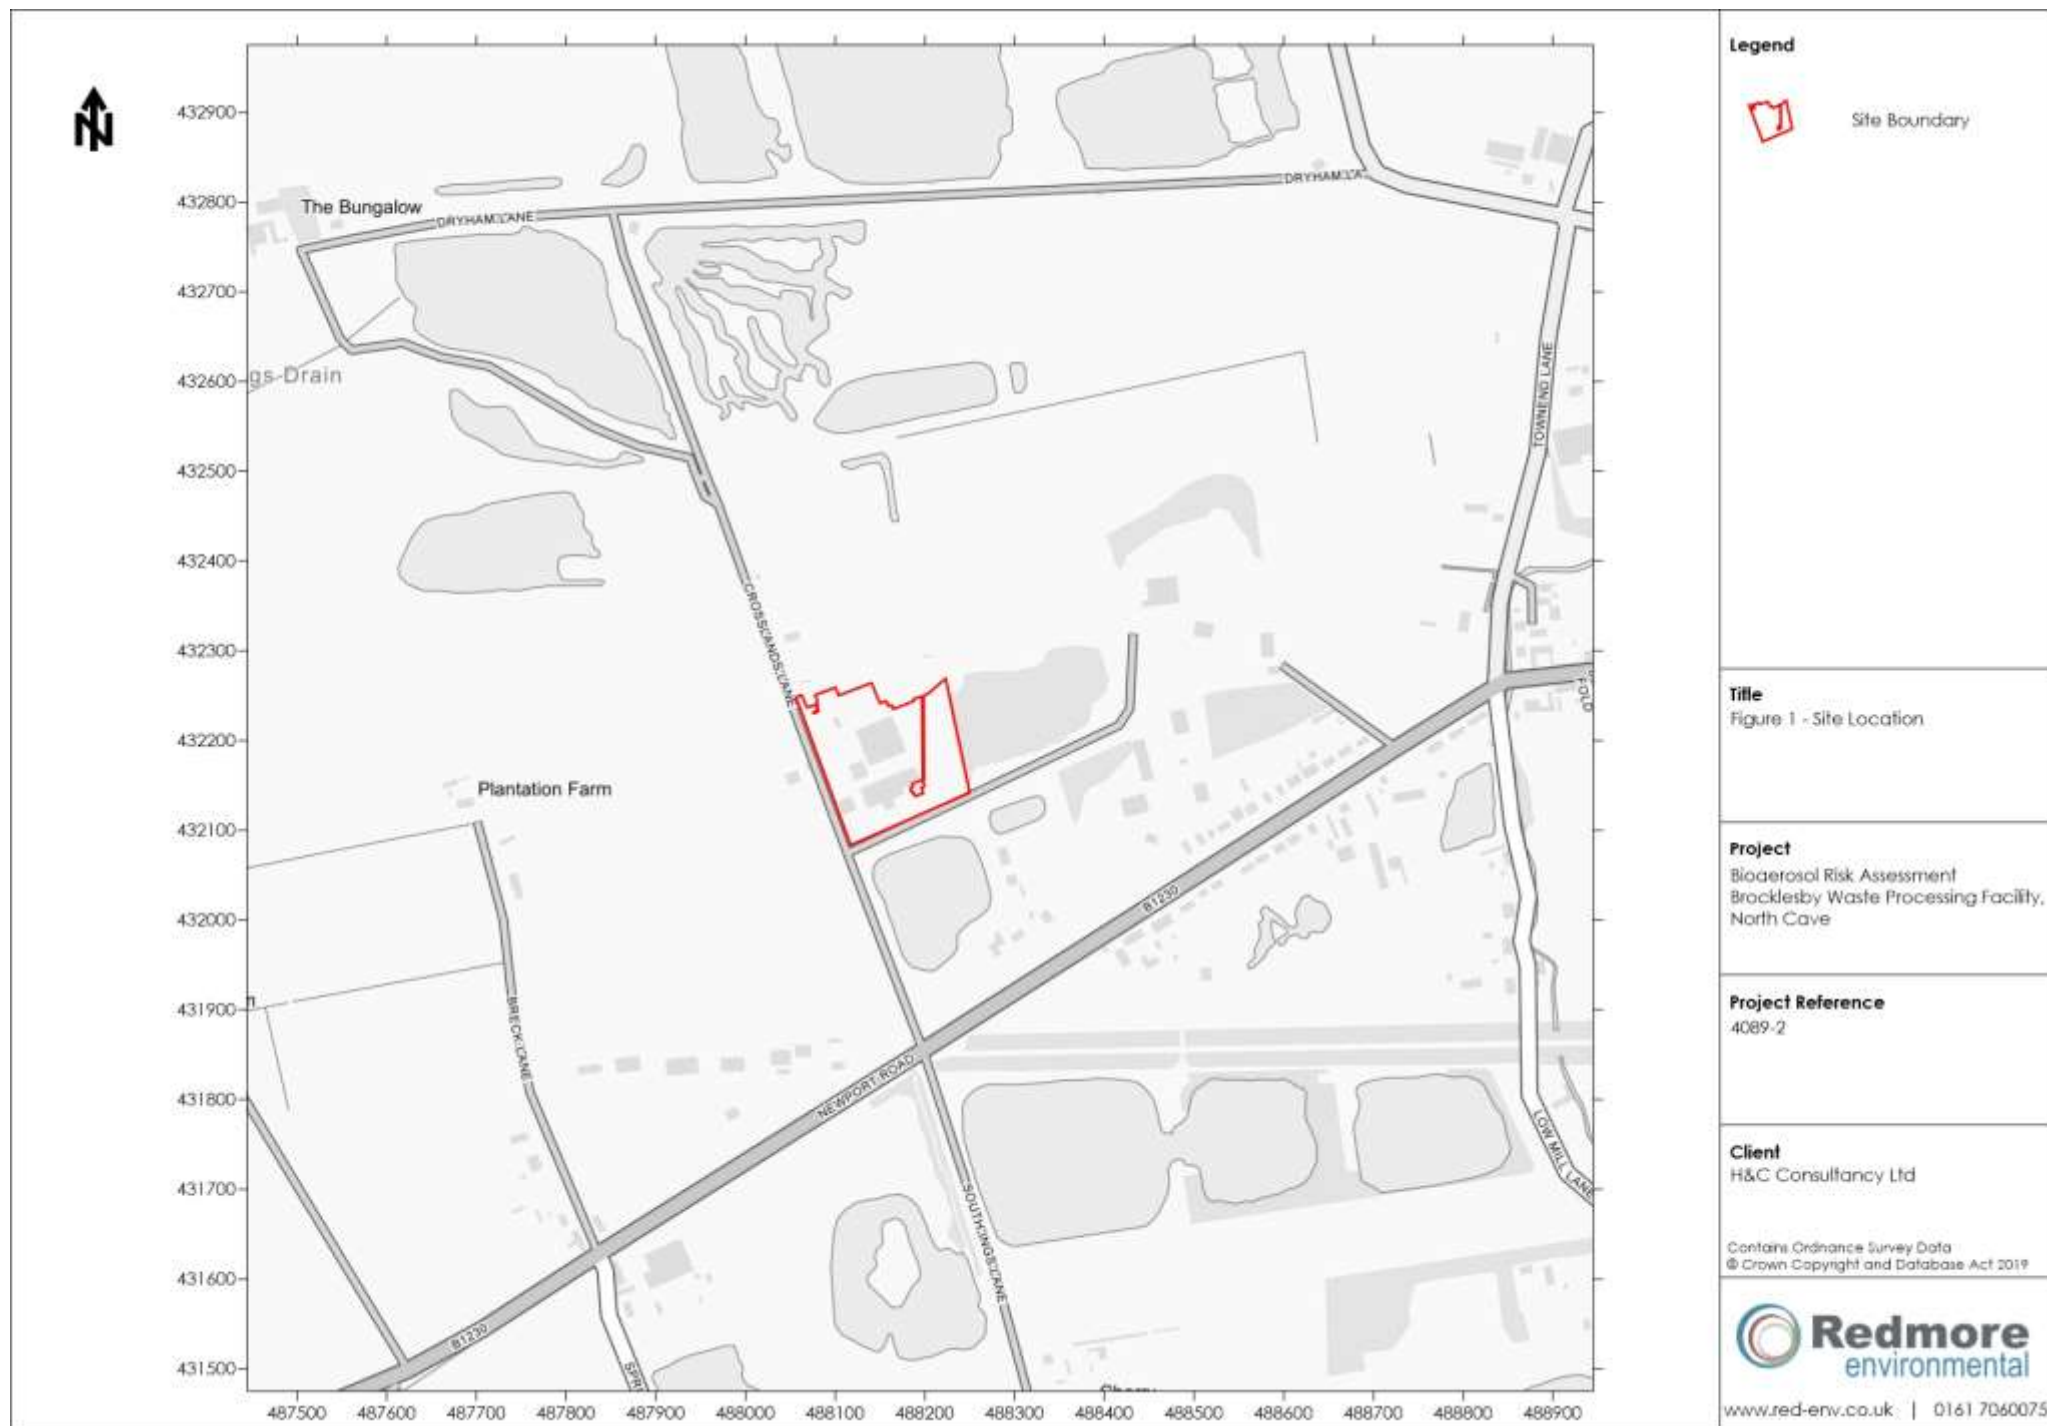 Legend
Site Boundary
Title
Figure 1 - Site Location
Project
Bioaerosol Risk Assessment
Brocklesby Waste Processing Facility,
North Cave
Project Reference
4089-2
Client
H&C Consultancy Ltd
Contains Ordnance Survey Data
© Crown Copyright and Database Act 2019
Redmore
environmental
www.red-env.co.uk | 0161 7060075
N
432900
432800
432700
432600
432500
432400
432300
432200
432100
432000
431900
431800
431700
431600
431500
487500 487600 487700 487800 487900 488000 488100 488200 488300 488400 488500 488600 488700 488800 488900
The Bungalow
DRYHAM LANE
DRYHAM LA
gs Drain
TOWNEND LANE
CROSSLANDS LANE
Plantation Farm
FOLD
B1230
BRECK LANE
NEWPORT ROAD
LOW MILL LANE
SOUTH INGS LANE
B1230
SPRI